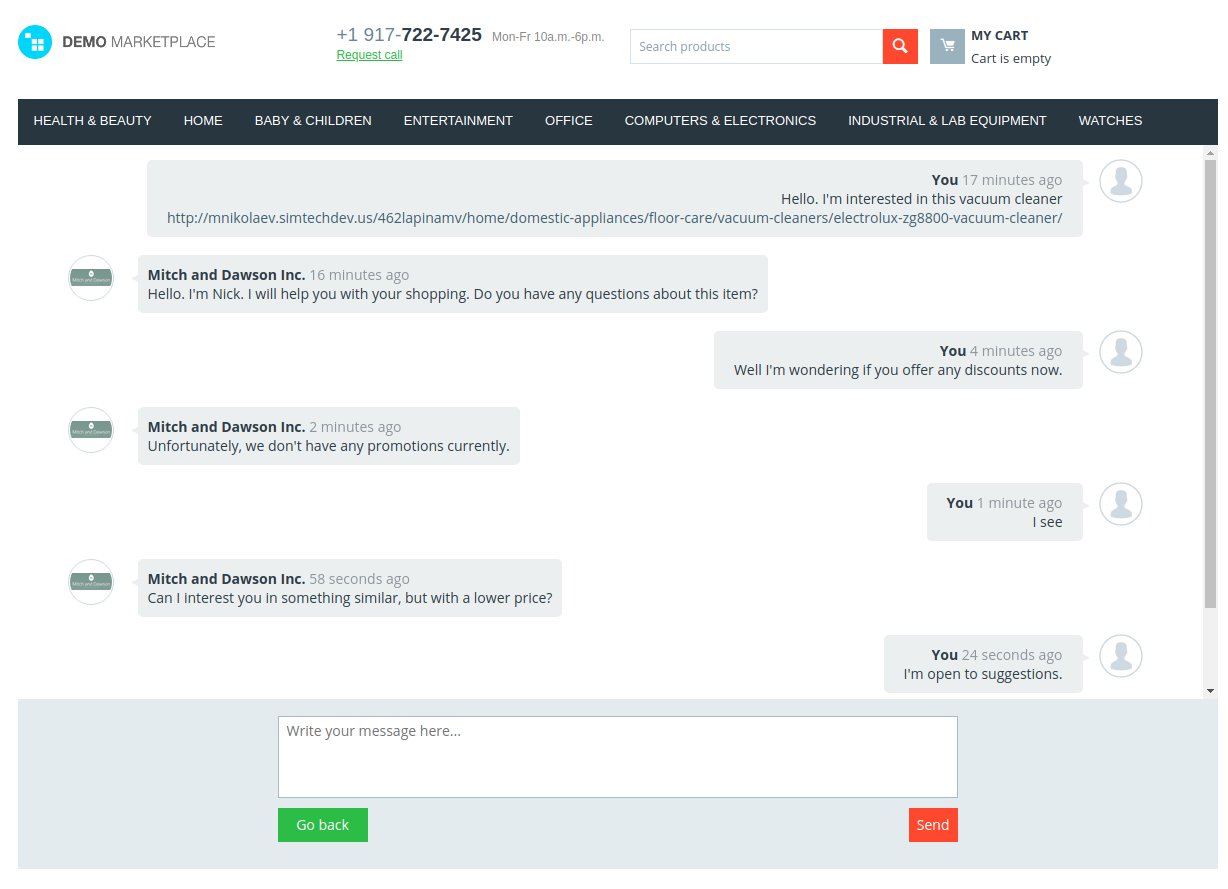 DEMO MARKETPLACE
+1 917-722-7425 Mon-Fr 10a.m.-6p.m.
Request call
Search products
MY CART
Cart is empty
HEALTH & BEAUTY HOME BABY & CHILDREN ENTERTAINMENT OFFICE COMPUTERS & ELECTRONICS INDUSTRIAL & LAB EQUIPMENT WATCHES
You 17 minutes ago
Hello. I'm interested in this vacuum cleaner
http://mnikolaev.simtechdev.us/462lapinamv/home/domestic-appliances/floor-care/vacuum-cleaners/electrolux-zg8800-vacuum-cleaner/
Mitch and Dawson
Mitch and Dawson Inc. 16 minutes ago
Hello. I'm Nick. I will help you with your shopping. Do you have any questions about this item?
You 4 minutes ago
Well I'm wondering if you offer any discounts now.
Mitch and Dawson
Mitch and Dawson Inc. 2 minutes ago
Unfortunately, we don't have any promotions currently.
You 1 minute ago
I see
Mitch and Dawson
Mitch and Dawson Inc. 58 seconds ago
Can I interest you in something similar, but with a lower price?
You 24 seconds ago
I'm open to suggestions.
Write your message here...
Go back
Send